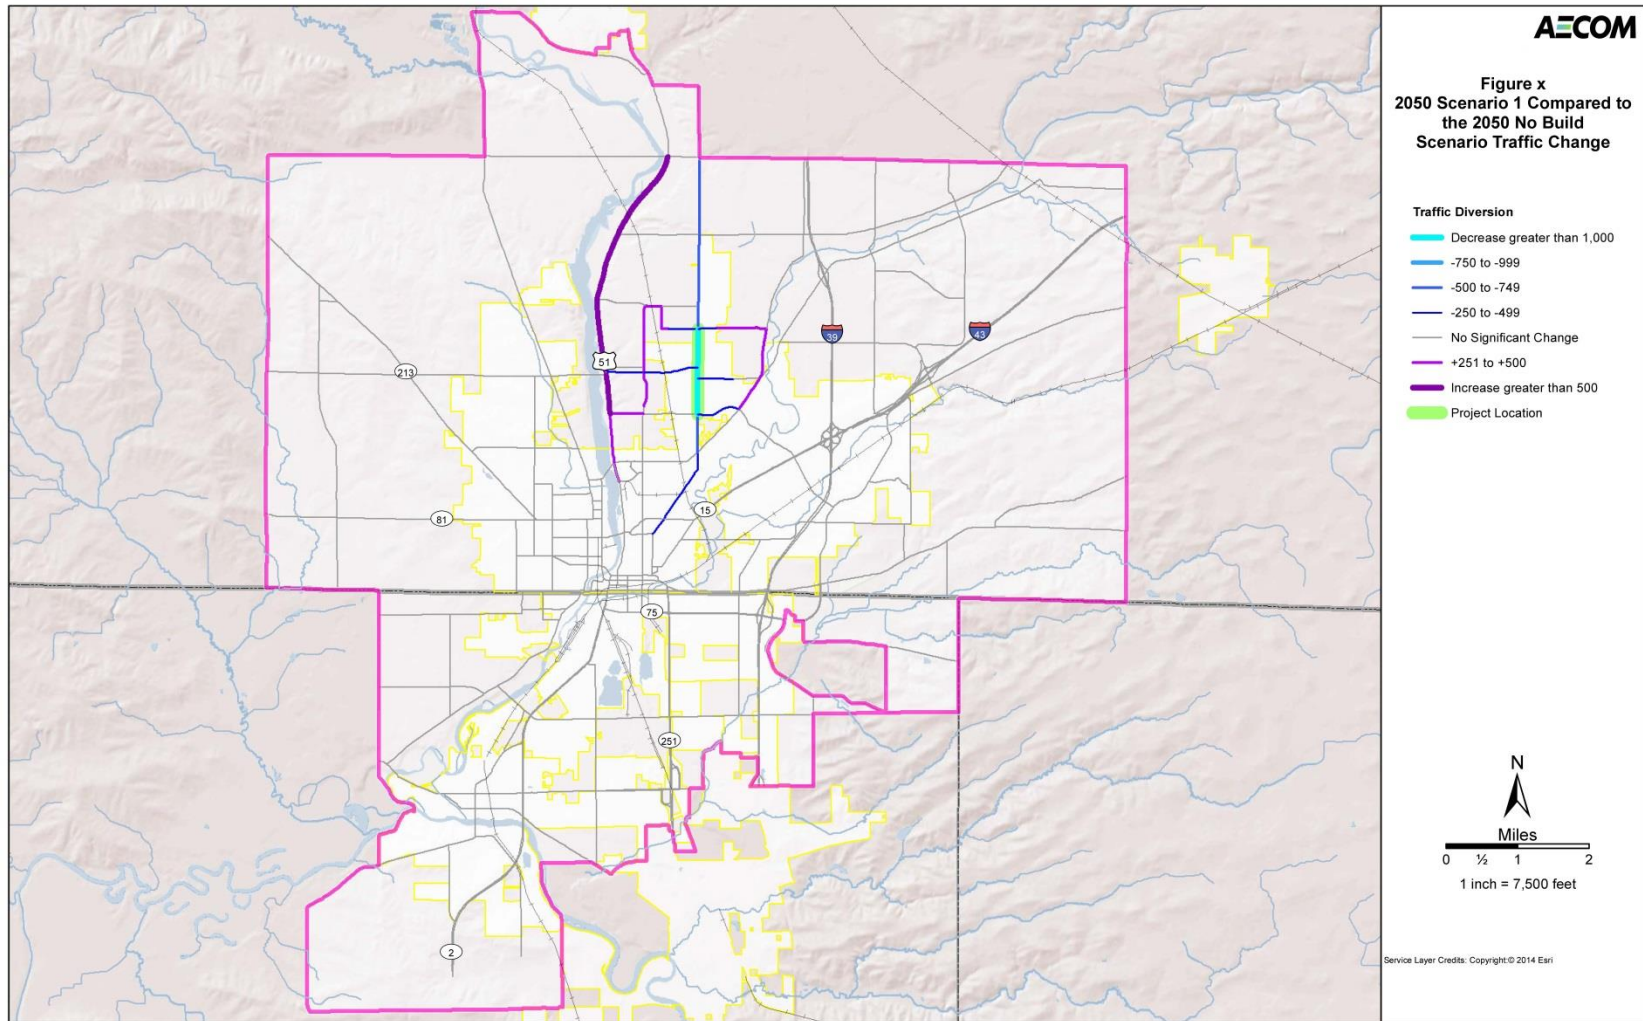 AECOM
Figure x
2050 Scenario 1 Compared to
the 2050 No Build
Scenario Traffic Change
Traffic Diversion
Decrease greater than 1,000
-750 to -999
-500 to -749
-250 to -499
No Significant Change
+251 to +500
Increase greater than 500
Project Location
39
43
51
213
81
15
75
251
2
N
Miles
0 ½ 1 2
1 inch = 7,500 feet
Service Layer Credits: Copyright:© 2014 Esri